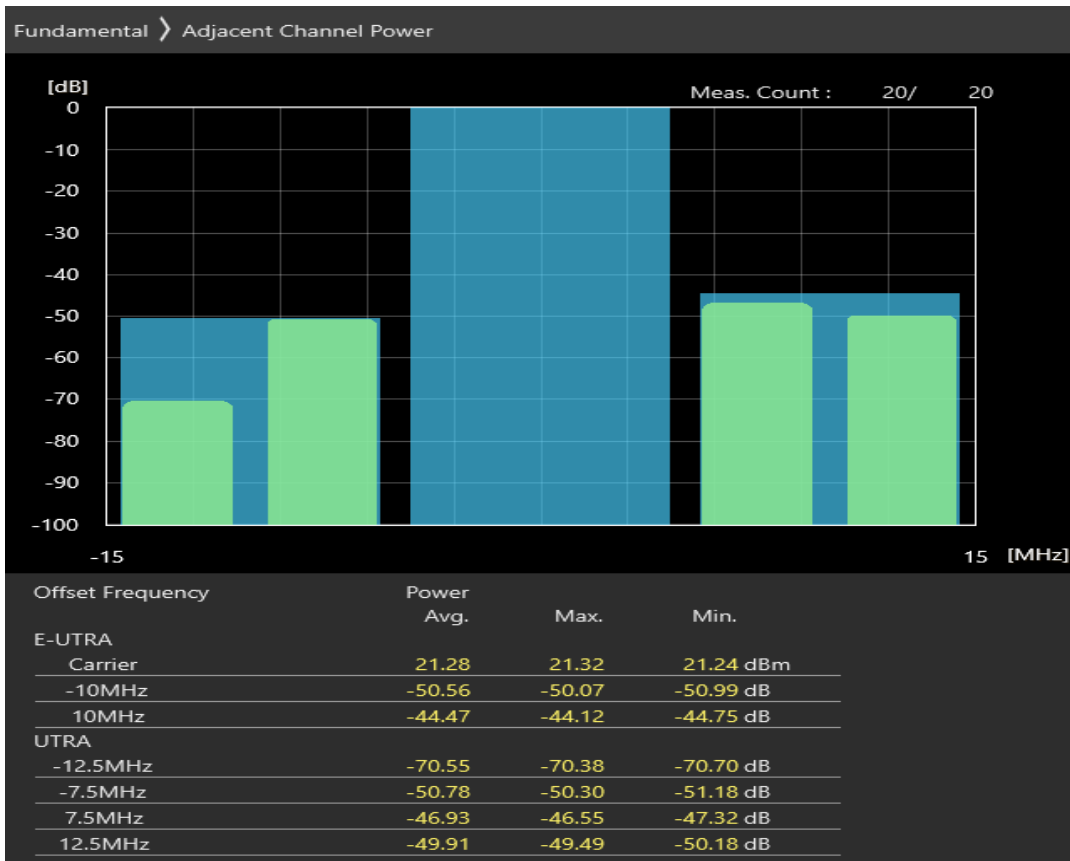 Fundamental 〉 Adjacent Channel Power
[dB]
Meas. Count : 20/ 20
0
-10
-20
-30
-40
-50
-60
-70
-80
-90
-100
-15 15 [MHz]
Offset Frequency Power
Avg. Max. Min.
E-UTRA
Carrier 21.28 21.32 21.24 dBm
-10MHz -50.56 -50.07 -50.99 dB
10MHz -44.47 -44.12 -44.75 dB
UTRA
-12.5MHz -70.55 -70.38 -70.70 dB
-7.5MHz -50.78 -50.30 -51.18 dB
7.5MHz -46.93 -46.55 -47.32 dB
12.5MHz -49.91 -49.49 -50.18 dB